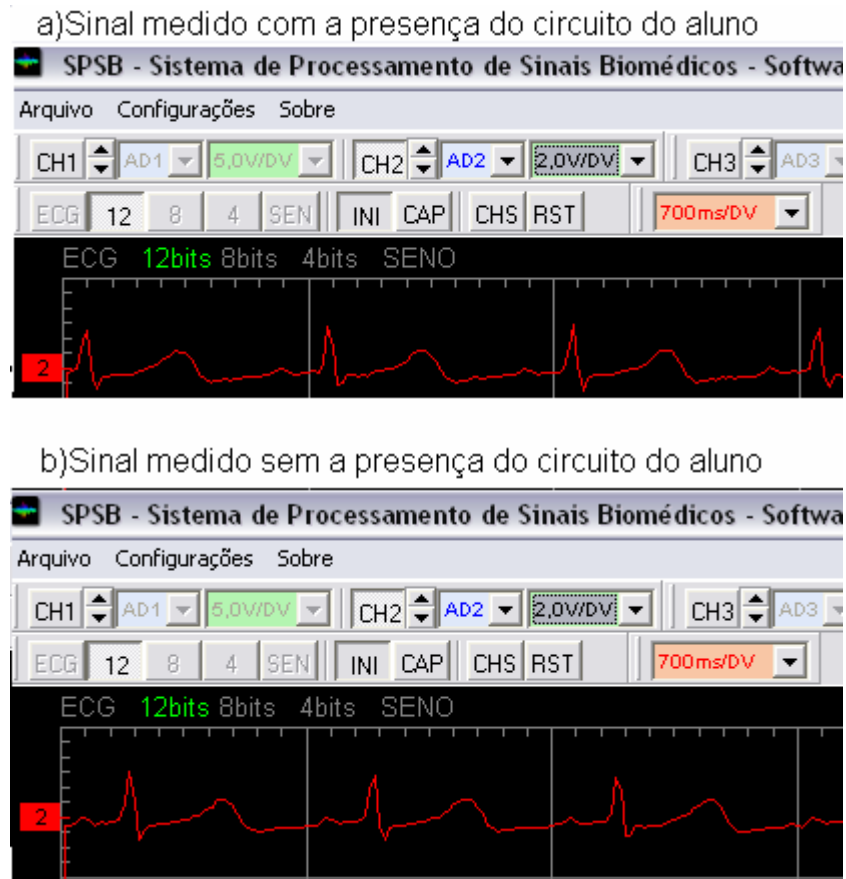 a)Sinal medido com a presença do circuito do aluno
SPSB - Sistema de Processamento de Sinais Biomédicos - Softwa
Arquivo Configurações Sobre
CH1 AD1 5,0V/DV CH2 AD2 2,0V/DV CH3 AD3
ECG 12 8 4 SEN INI CAP CHS RST 700ms/DV
ECG 12bits 8bits 4bits SENO
2
b)Sinal medido sem a presença do circuito do aluno
SPSB - Sistema de Processamento de Sinais Biomédicos - Softwa
Arquivo Configurações Sobre
CH1 AD1 5,0V/DV CH2 AD2 2,0V/DV CH3 AD3
ECG 12 8 4 SEN INI CAP CHS RST 700ms/DV
ECG 12bits 8bits 4bits SENO
2